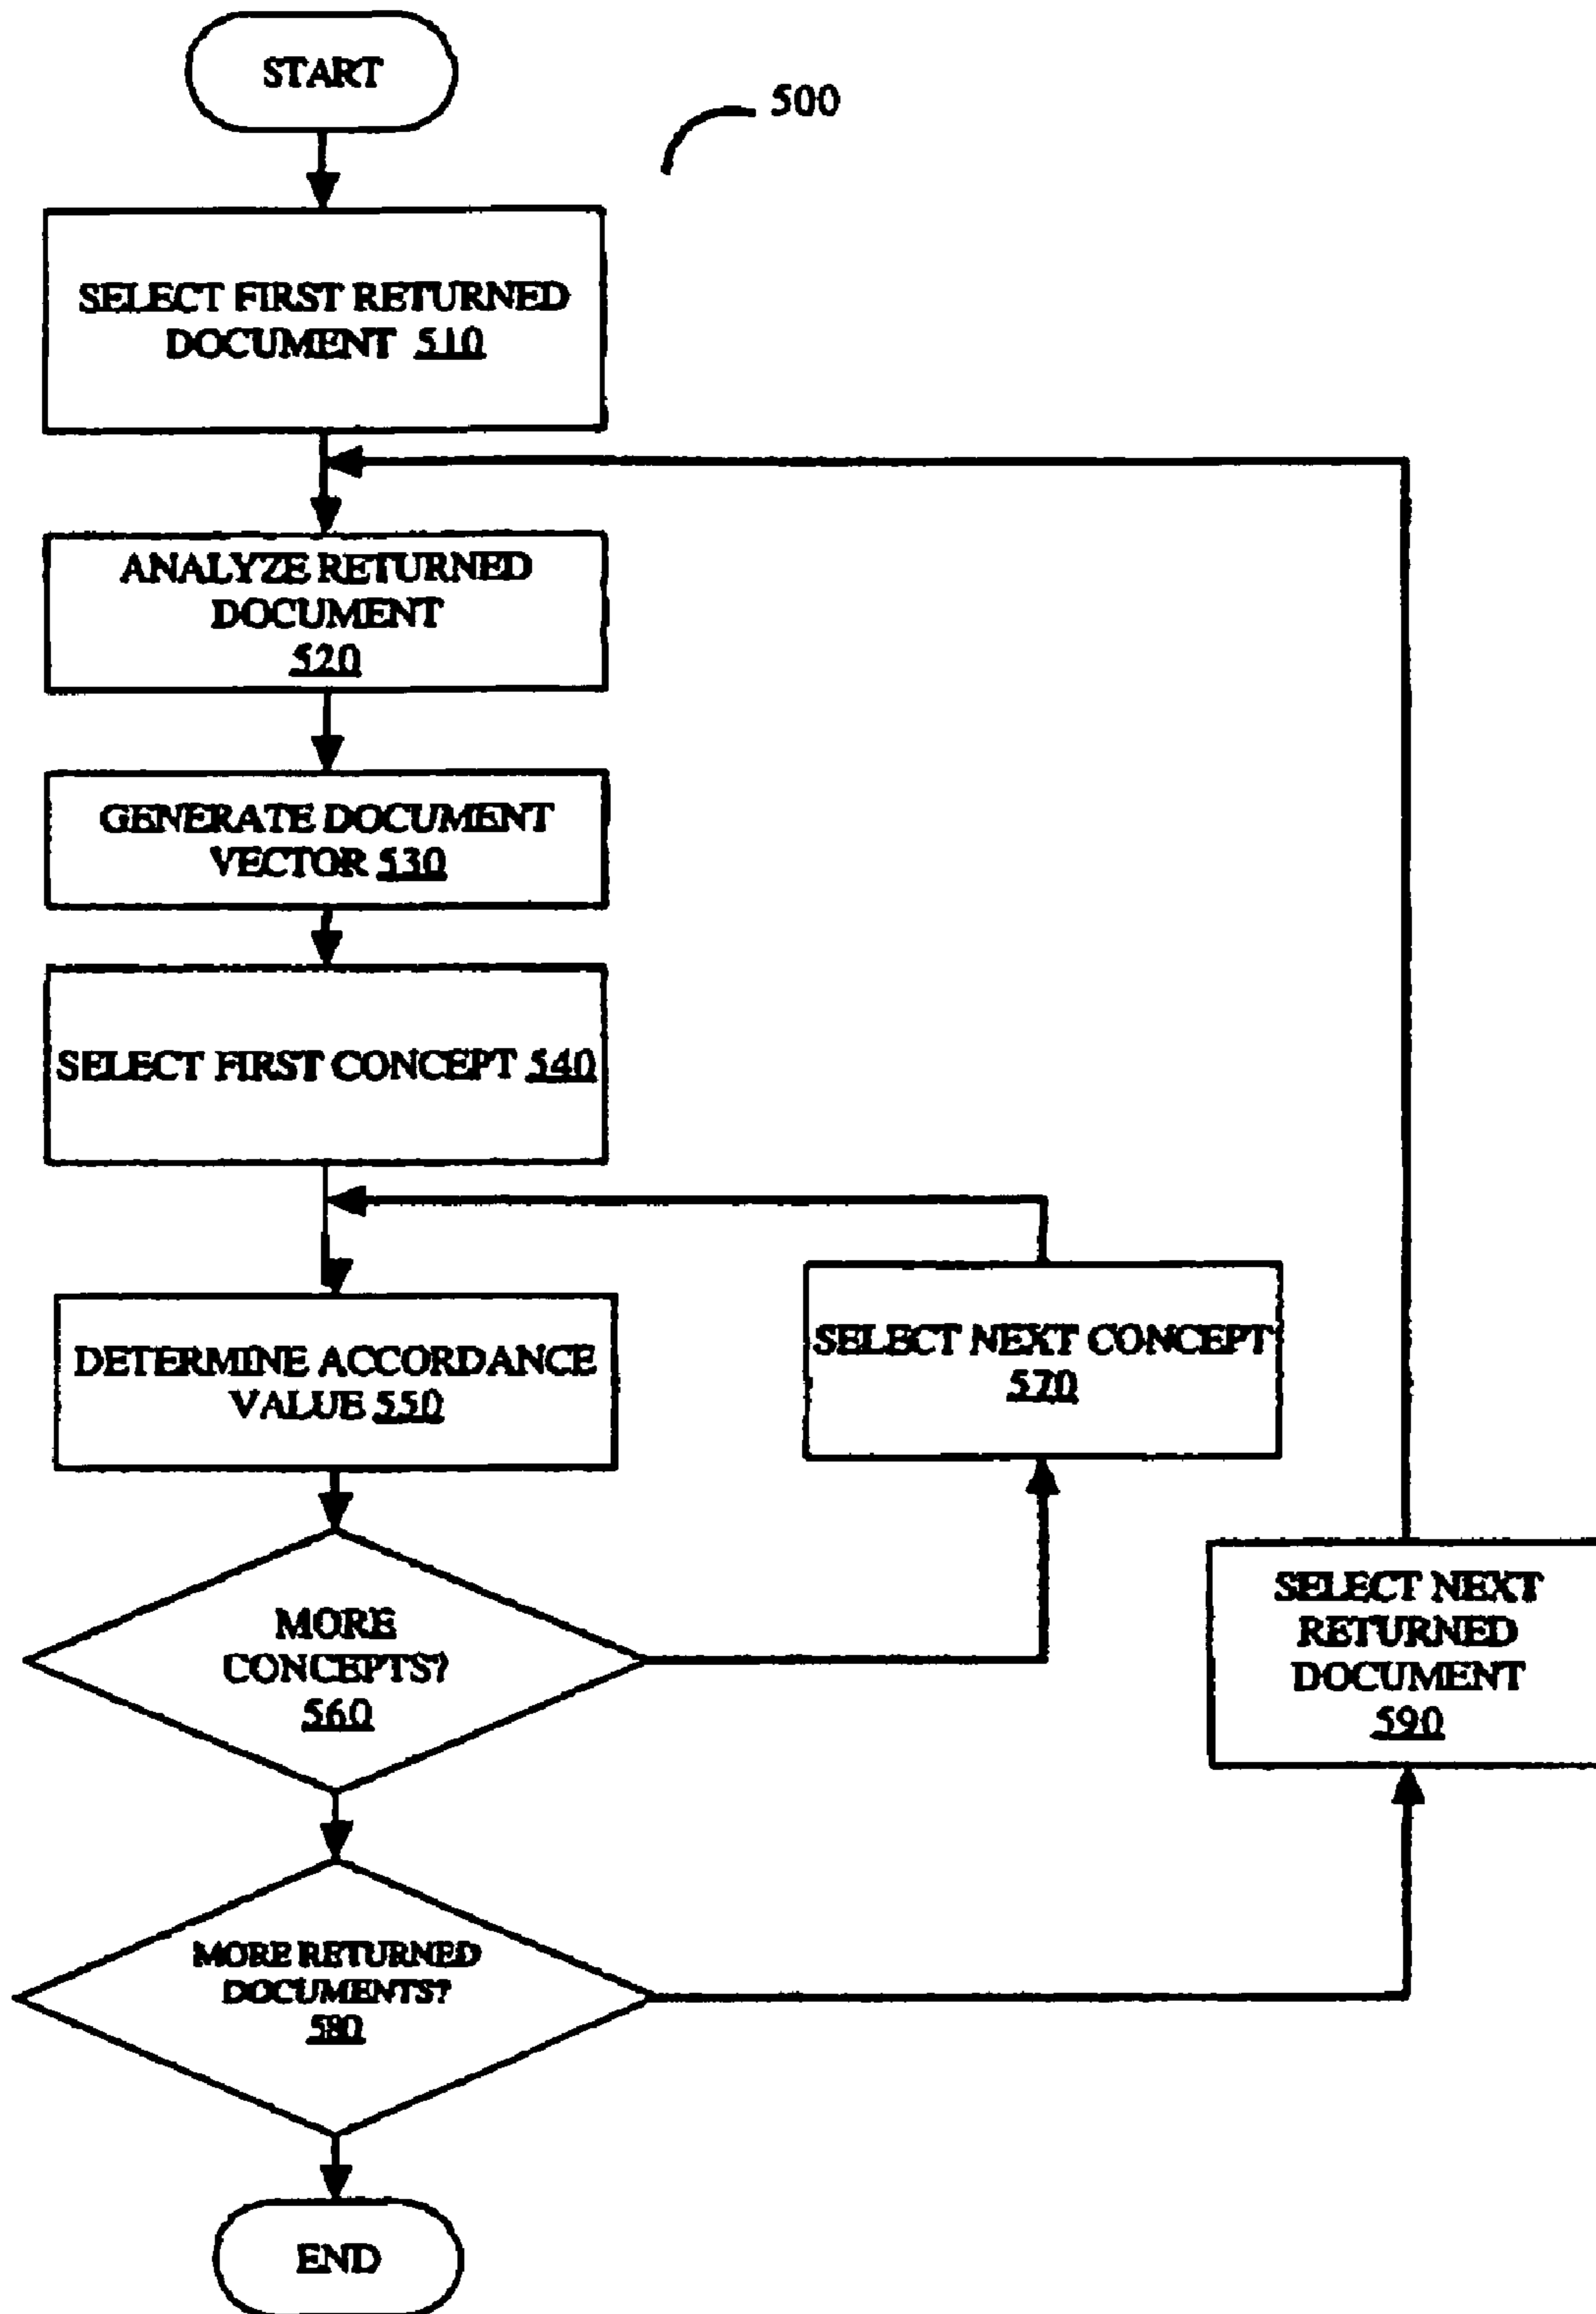 START
500
SELECT FIRST RETURNED
DOCUMENT 510
ANALYZE RETURNED
DOCUMENT
520
GENERATE DOCUMENT
VECTOR 530
SELECT FIRST CONCEPT 540
DETERMINE ACCORDANCE
VALUE 550
SELECT NEXT CONCEPT
570
MORE
CONCEPTS?
560
SELECT NEXT
RETURNED
DOCUMENT
590
MORE RETURNED
DOCUMENTS?
580
END